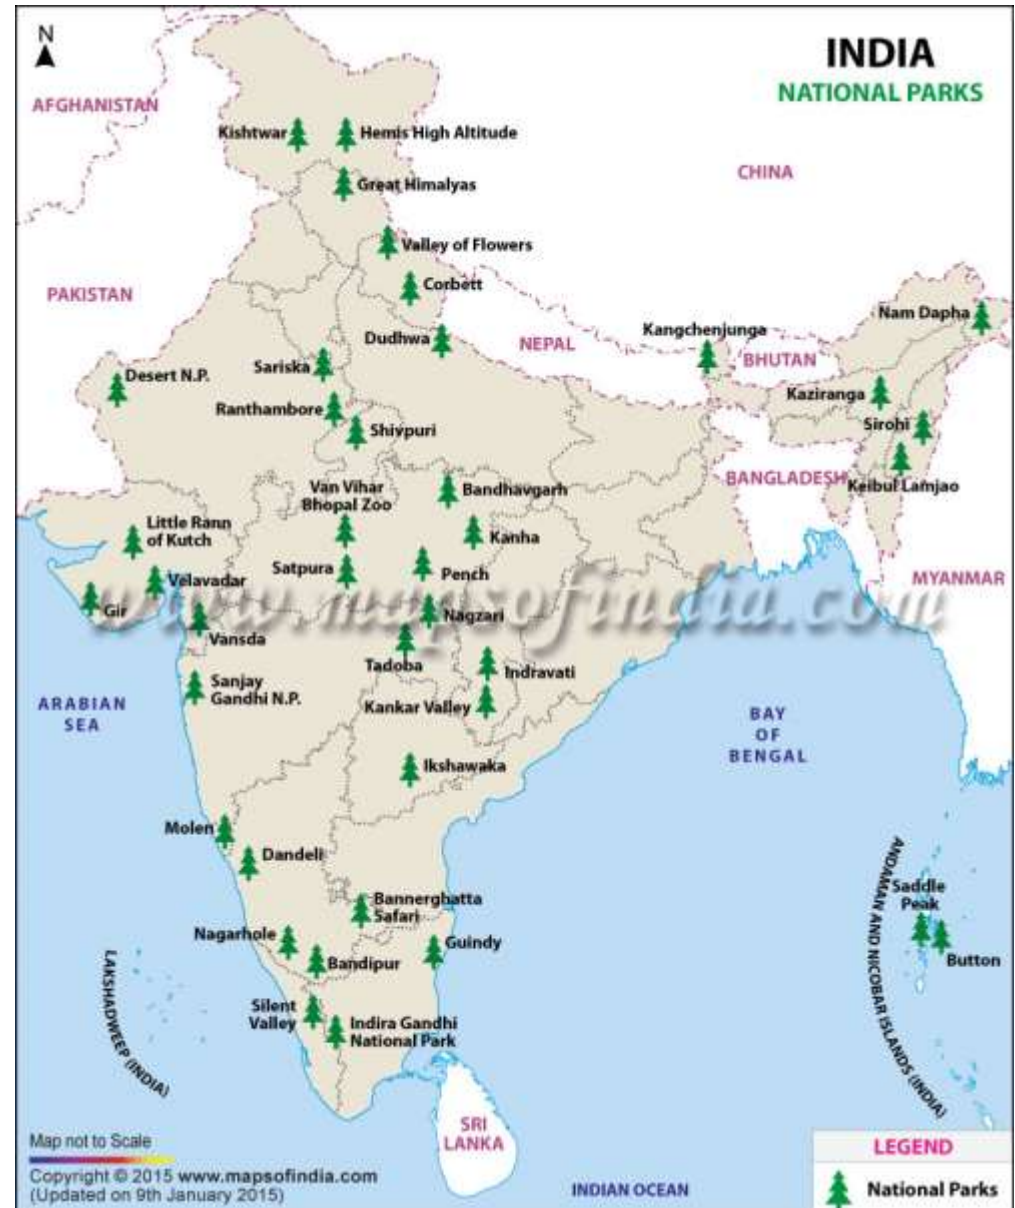 N
INDIA
NATIONAL PARKS
AFGHANISTAN
Kishtwar
Hemis High Altitude
CHINA
Great Himalyas
Valley of Flowers
Corbett
PAKISTAN
Nam Dapha
Kangchenjunga
Dudhwa
NEPAL
BHUTAN
Sariska
Desert N.P.
Kaziranga
Ranthambore
Sirohi
Shivpuri
BANGLADESH
Keibul Lamjao
Van Vihar
Bhopal Zoo
Bandhavgarh
Little Rann
of Kutch
Kanha
Satpura
Pench
Velavadar
MYANMAR
Gir
www.mapsofindia.com
Nagzari
Vansda
Tadoba
Indravati
Sanjay
Gandhi N.P.
Kankar Valley
ARABIAN
SEA
BAY
OF
BENGAL
Ikshawaka
Molen
Dandeli
Bannerghatta
Safari
Saddle
Peak
Nagarhole
Guindy
Bandipur
Button
ANDAMAN AND NICOBAR ISLANDS (INDIA)
LAKSHADWEEP (INDIA)
Silent
Valley
Indira Gandhi
National Park
SRI
LANKA
Map not to Scale
Copyright © 2015 www.mapsofindia.com
(Updated on 9th January 2015)
INDIAN OCEAN
LEGEND
National Parks